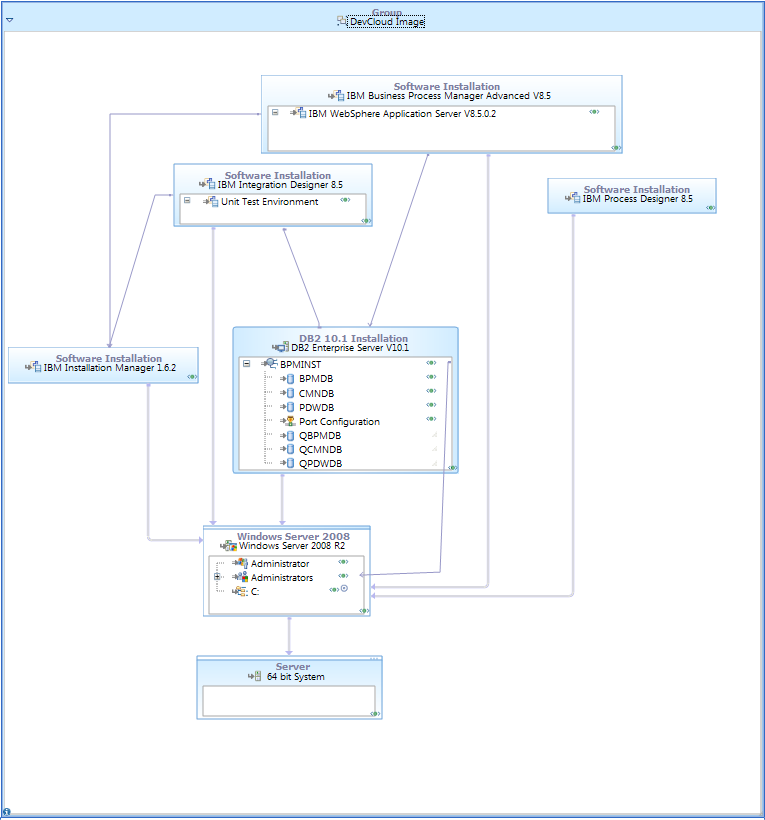 Group
DevCloud Image
Software Installation
IBM Business Process Manager Advanced V8.5
IBM WebSphere Application Server V8.5.0.2
Software Installation
IBM Integration Designer 8.5
Unit Test Environment
Software Installation
IBM Process Designer 8.5
DB2 10.1 Installation
DB2 Enterprise Server V10.1
BPMINST
BPMDB
CMNDB
PDWDB
Port Configuration
QBPMDB
QCMNDB
QPDWDB
Software Installation
IBM Installation Manager 1.6.2
Windows Server 2008
Windows Server 2008 R2
Administrator
Administrators
C:
Server
64 bit System